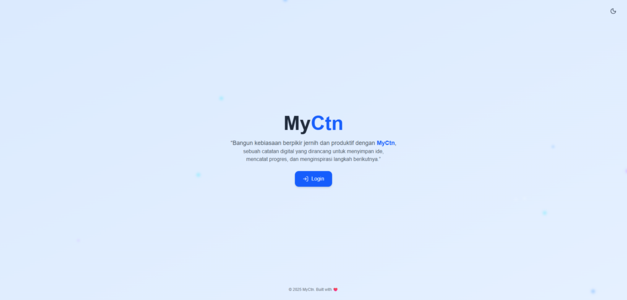 MyCtn
"Bangun kebiasaan berpikir jernih dan produktif dengan MyCtn,
sebuah catatan digital yang dirancang untuk menyimpan ide,
mencatat progres, dan menginspirasi langkah berikutnya."
Login
© 2025 MyCtn. Built with